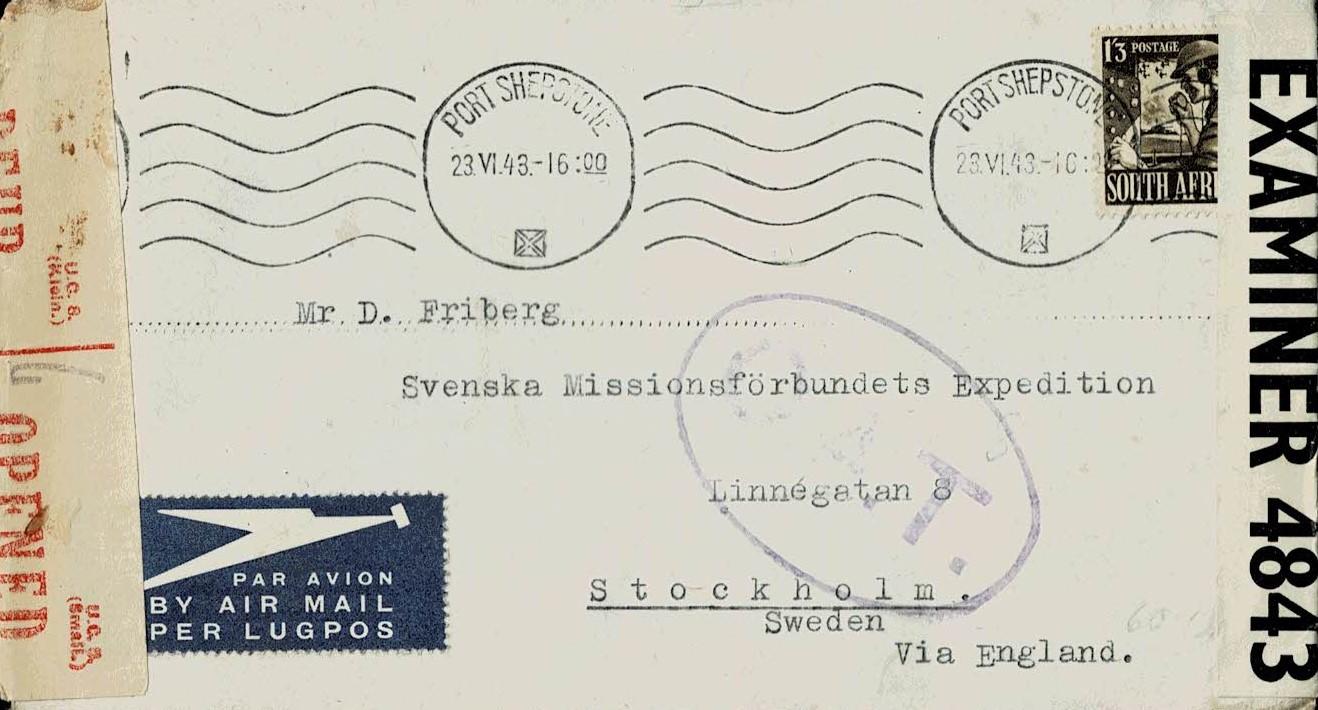 1'3 POSTAGE
SOUTH AFR
PORT SHEPSTONE
23.VI.43.-16:00
PORT SHEPSTONE
23.VI.43.-16:
EXAMINER 4843
U.C. 8.
(Klein.)
OPENED
U.C. 8.
(Small.)
Mr D. Friberg
Svenska Missionsförbundets Expedition
Linnégatan 8
Stockholm.
Sweden
Via England.
T.
PAR AVION
BY AIR MAIL
PER LUGPOS